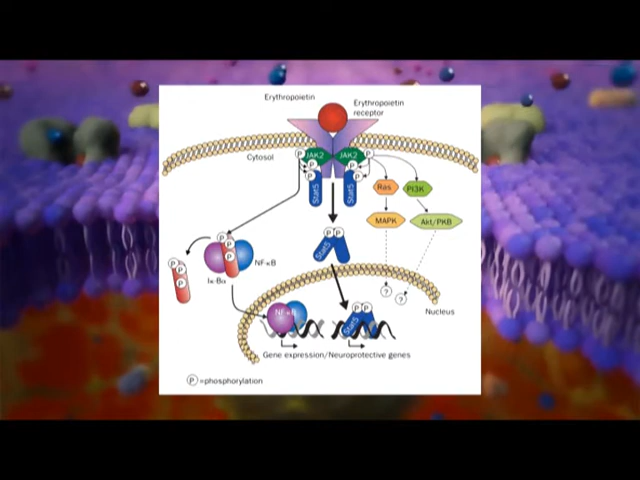 Erythropoietin
Erythropoietin
receptor
Cytosol
P
JAK2
JAK2
P
P
P
P
P
Stat5
Stat5
Ras
PI3K
MAPK
Akt/PKB
P
P
Stat5
P
P
P
NF-κB
Iκ-Bα
P
P
P
?
?
Nucleus
NF-κB
P
P
Stat5
Gene expression/Neuroprotective genes
P =phosphorylation